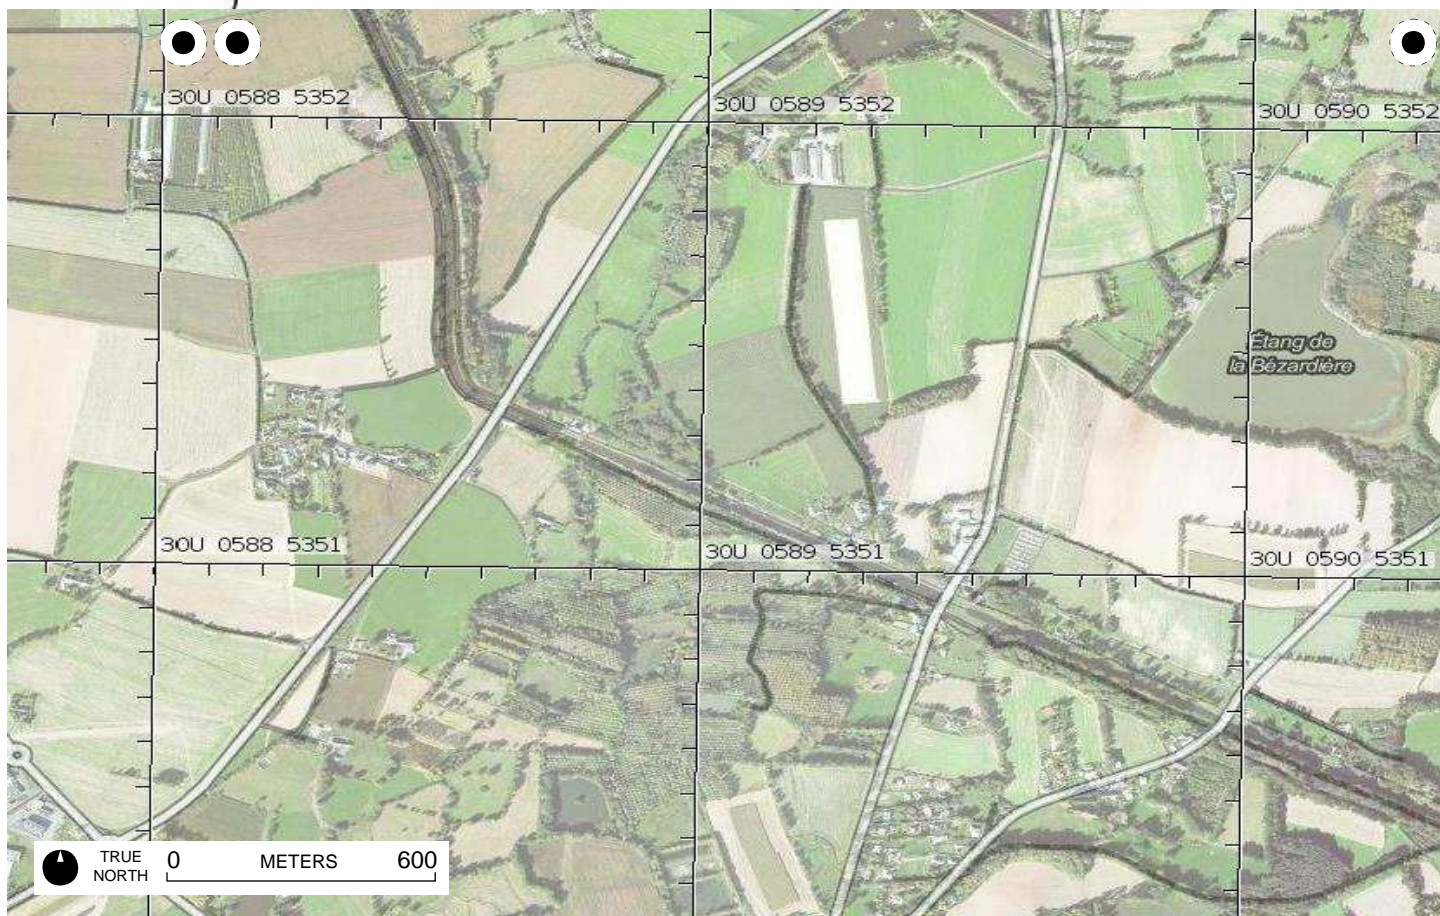 30U 0588 5352
30U 0589 5352
30U 0590 5352
Étang de
la Bézardière
30U 0588 5351
30U 0589 5351
30U 0590 5351
TRUE
NORTH
0 METERS 600